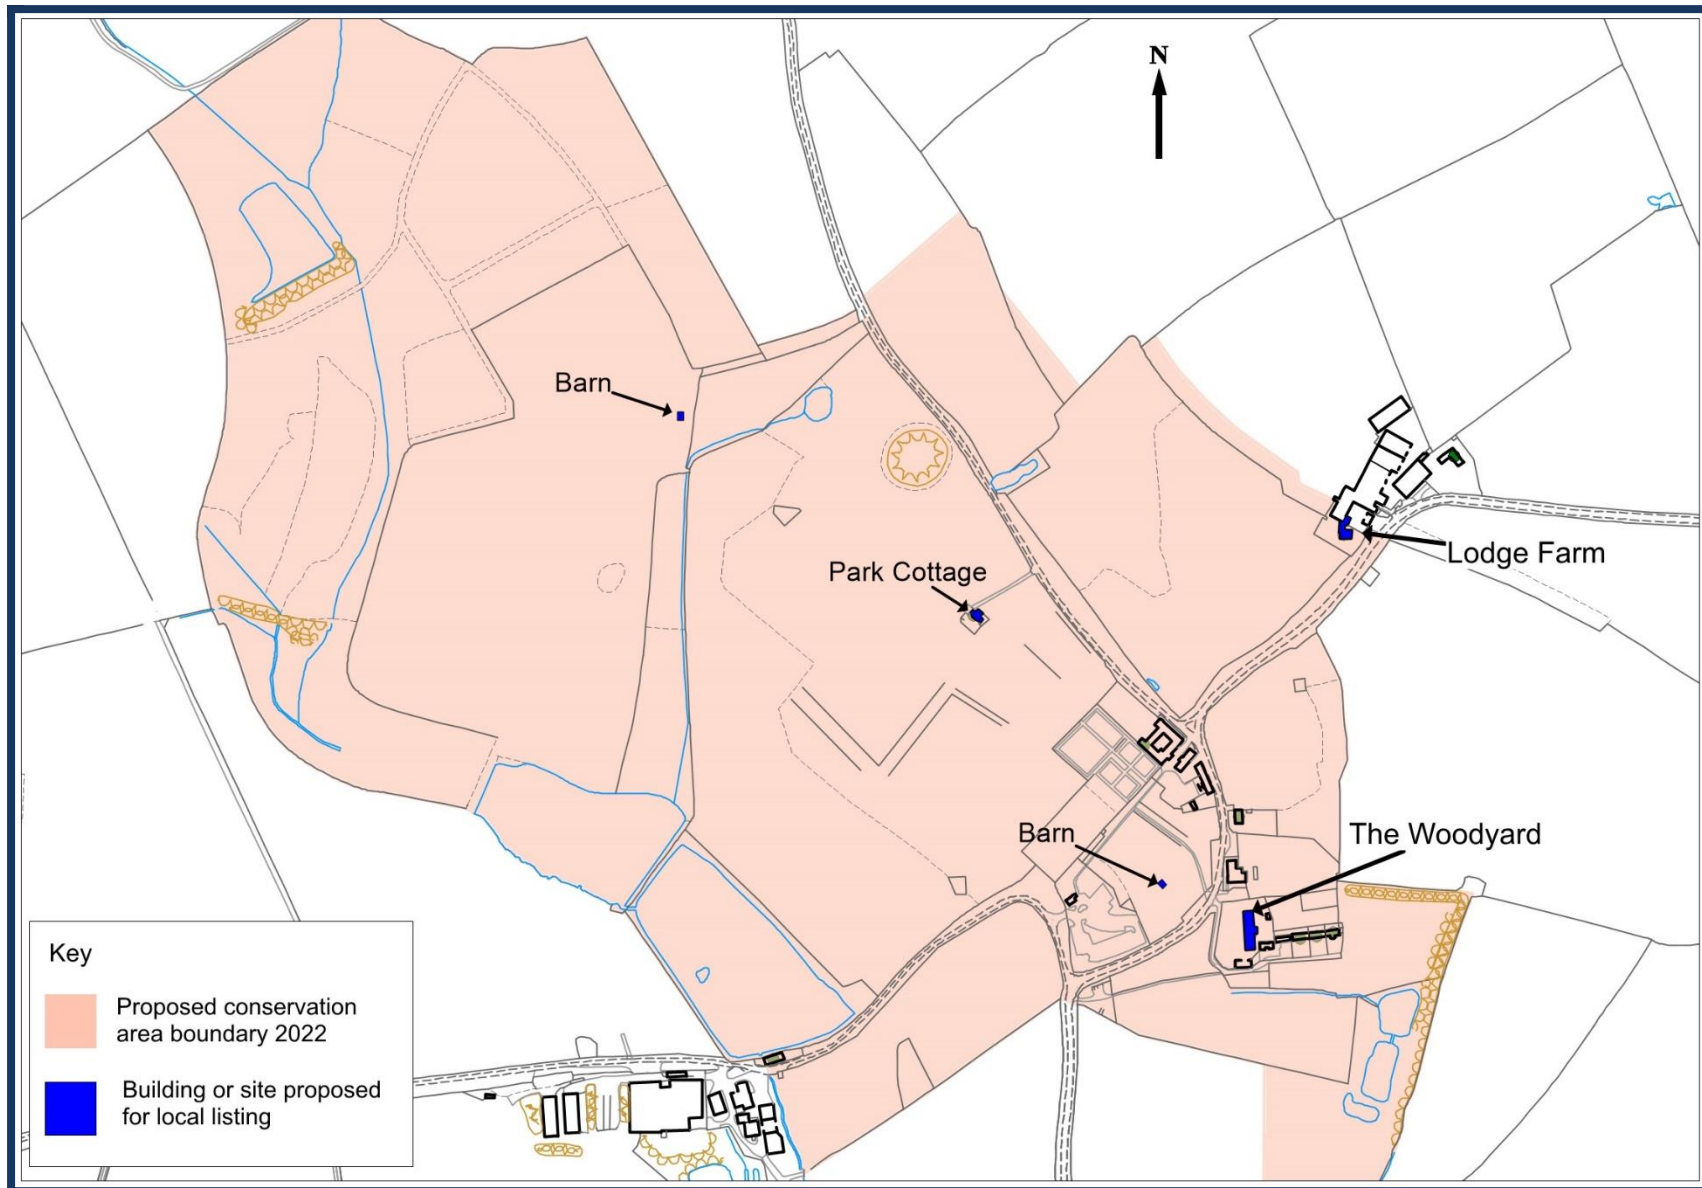 N
Barn
Lodge Farm
Park Cottage
Barn
The Woodyard
Key
Proposed conservation
area boundary 2022
Building or site proposed
for local listing